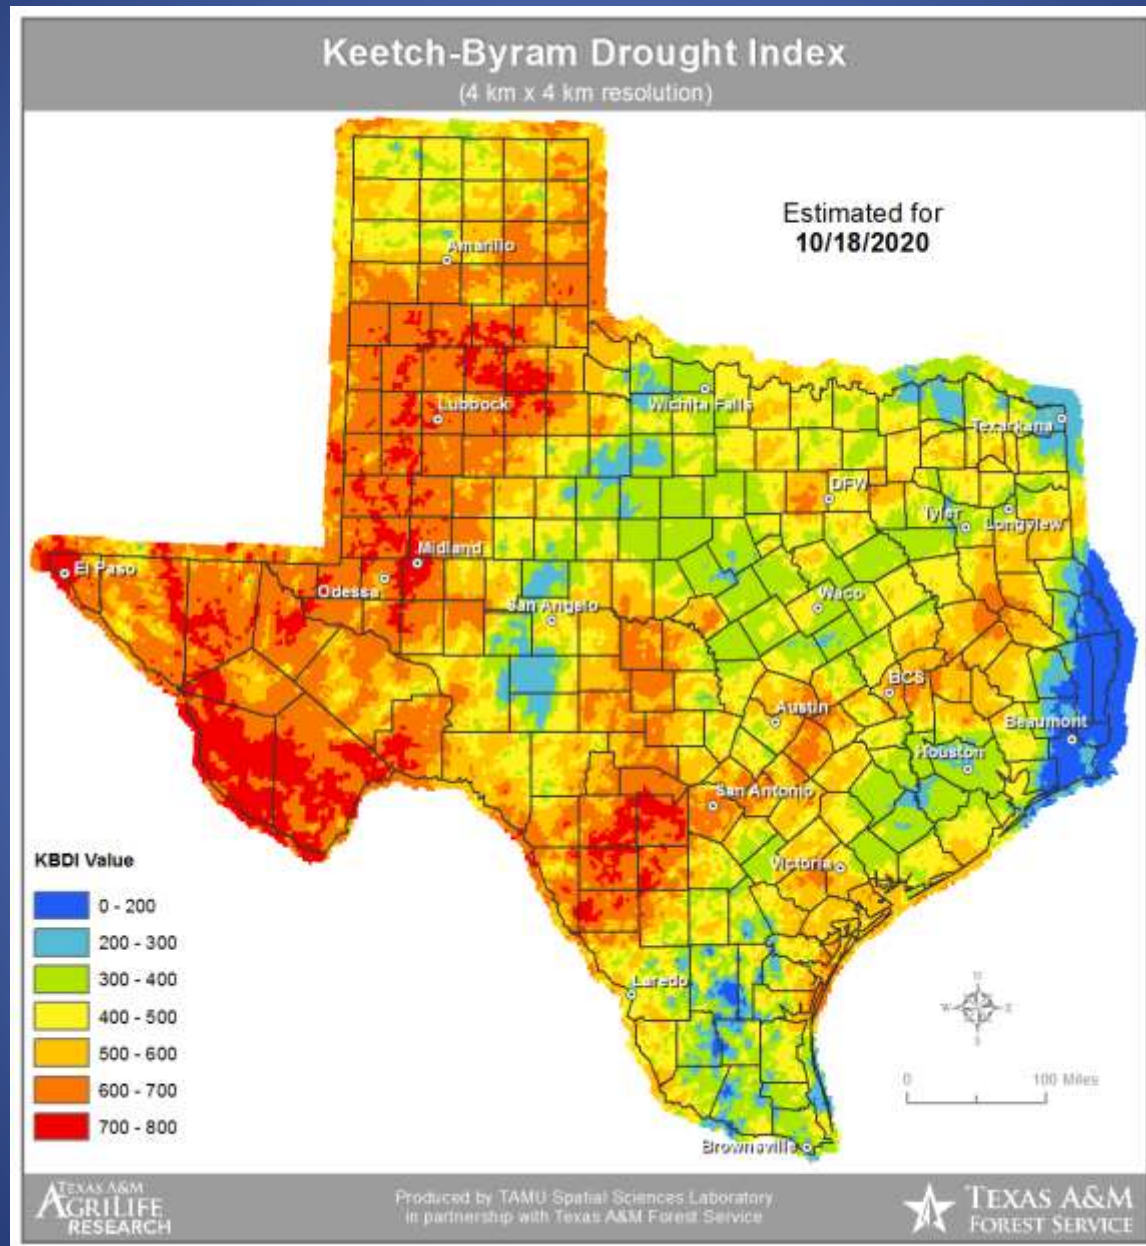 Keetch-Byram Drought Index
(4 km x 4 km resolution)
Estimated for
10/18/2020
Amarillo
Lubbock
Wichita Falls
Texarkana
DFW
Tyler
Longview
Midland
El Paso
Odessa
San Angelo
Waco
BCS
Austin
Beaumont
Houston
San Antonio
Victoria
Laredo
Brownsville
KBDI Value
0 - 200
200 - 300
300 - 400
400 - 500
500 - 600
600 - 700
700 - 800
N
W E
S
0 100 Miles
TEXAS A&M
AGRILIFE
RESEARCH
Produced by TAMU Spatial Sciences Laboratory
in partnership with Texas A&M Forest Service
TEXAS A&M
FOREST SERVICE